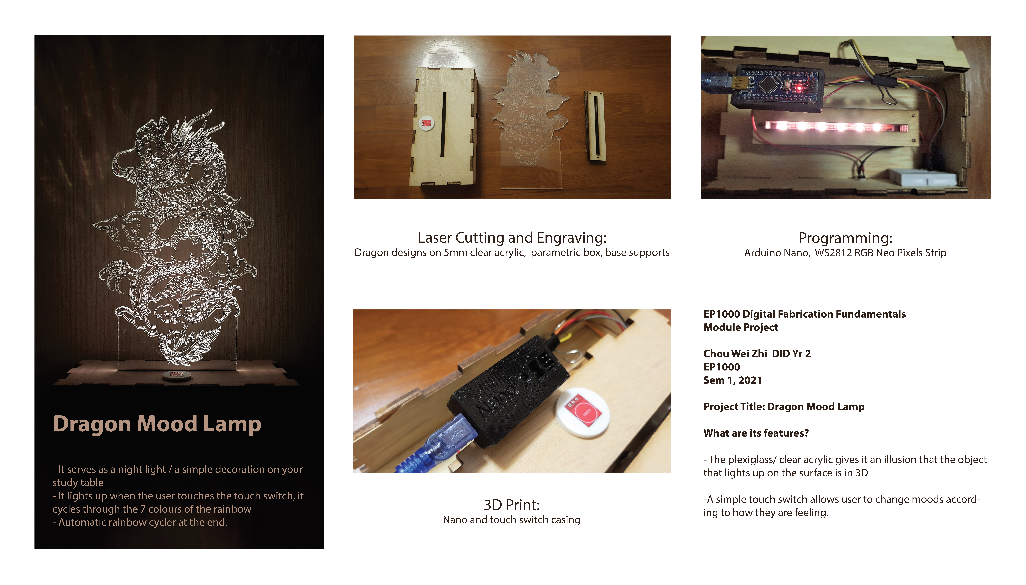 Dragon Mood Lamp
- It serves as a night light / a simple decoration on your
study table
- It lights up when the user touches the touch switch, it
cycles through the 7 colours of the rainbow
- Automatic rainbow cycler at the end.
Laser Cutting and Engraving:
Dragon designs on 5mm clear acrylic, parametric box, base supports
Programming:
Arduino Nano, WS2812 RGB Neo Pixels Strip
NANO
3D Print:
Nano and touch switch casing
EP1000 Digital Fabrication Fundamentals
Module Project
Chou Wei Zhi DID Yr 2
EP1000
Sem 1, 2021
Project Title: Dragon Mood Lamp
What are its features?
- The plexiglass/ clear acrylic gives it an illusion that the object
that lights up on the surface is in 3D
-A simple touch switch allows user to change moods accord-
ing to how they are feeling.